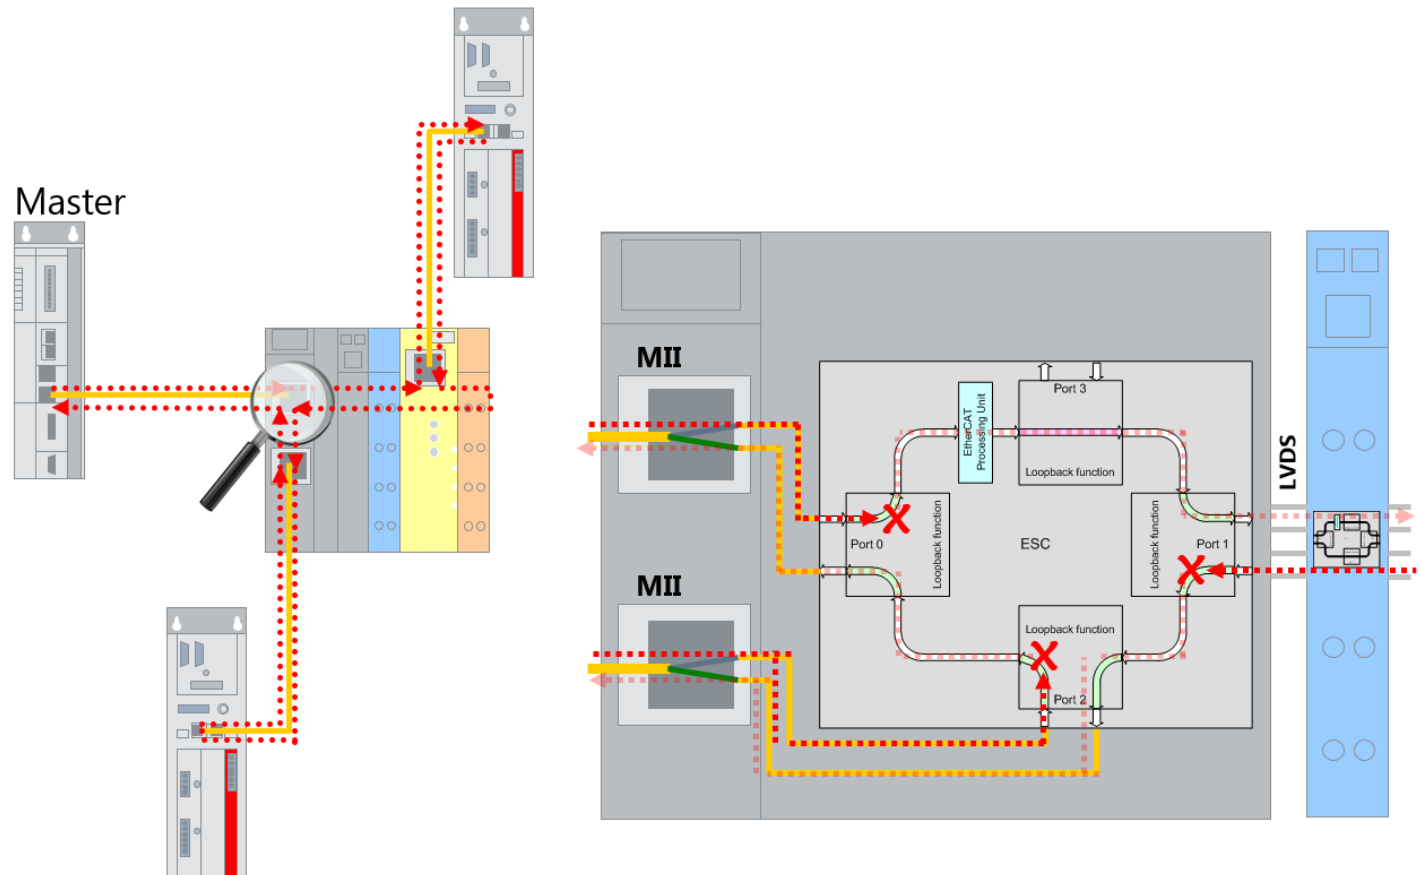 Master
MII
MII
LVDS
EtherCAT
Processing Unit
Port 3
Loopback function
Port 0
Loopback function
ESC
Loopback function
Port 1
Loopback function
Port 2